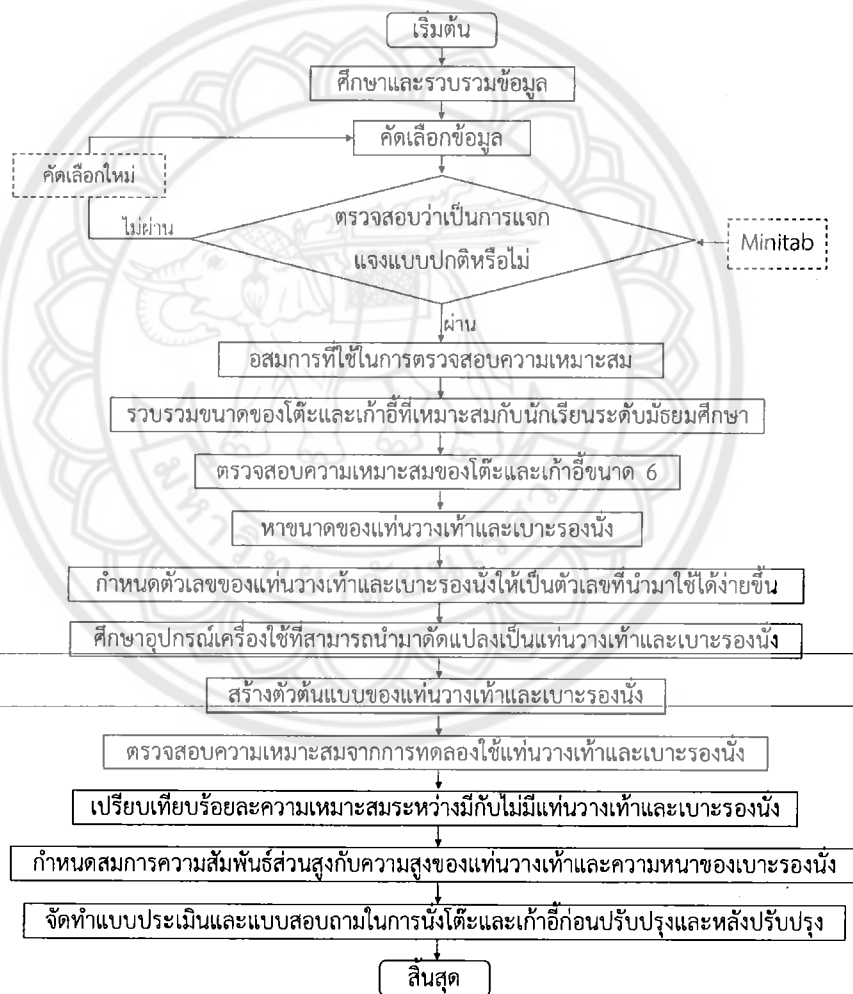 เริ่มต้น
ศึกษาและรวบรวมข้อมูล
คัดเลือกข้อมูล
คัดเลือกใหม่
ไม่ผ่าน
ตรวจสอบว่าเป็นการแจก
แจงแบบปกติหรือไม่
Minitab
ผ่าน
อสมการที่ใช้ในการตรวจสอบความเหมาะสม
รวบรวมขนาดของโต๊ะและเก้าอี้ที่เหมาะสมกับนักเรียนระดับมัธยมศึกษา
ตรวจสอบความเหมาะสมของโต๊ะและเก้าอี้ขนาด 6
หาขนาดของแท่นวางเท้าและเบาะรองนั่ง
กำหนดตัวเลขของแท่นวางเท้าและเบาะรองนั่งให้เป็นตัวเลขที่นำมาใช้ได้ง่ายขึ้น
ศึกษาอุปกรณ์เครื่องใช้ที่สามารถนำมาดัดแปลงเป็นแท่นวางเท้าและเบาะรองนั่ง
สร้างตัวต้นแบบของแท่นวางเท้าและเบาะรองนั่ง
ตรวจสอบความเหมาะสมจากการทดลองใช้แท่นวางเท้าและเบาะรองนั่ง
เปรียบเทียบร้อยละความเหมาะสมระหว่างมีกับไม่มีแท่นวางเท้าและเบาะรองนั่ง
กำหนดสมการความสัมพันธ์ส่วนสูงกับความสูงของแท่นวางเท้าและความหนาของเบาะรองนั่ง
จัดทำแบบประเมินและแบบสอบถามในการนั่งโต๊ะและเก้าอี้ก่อนปรับปรุงและหลังปรับปรุง
สิ้นสุด